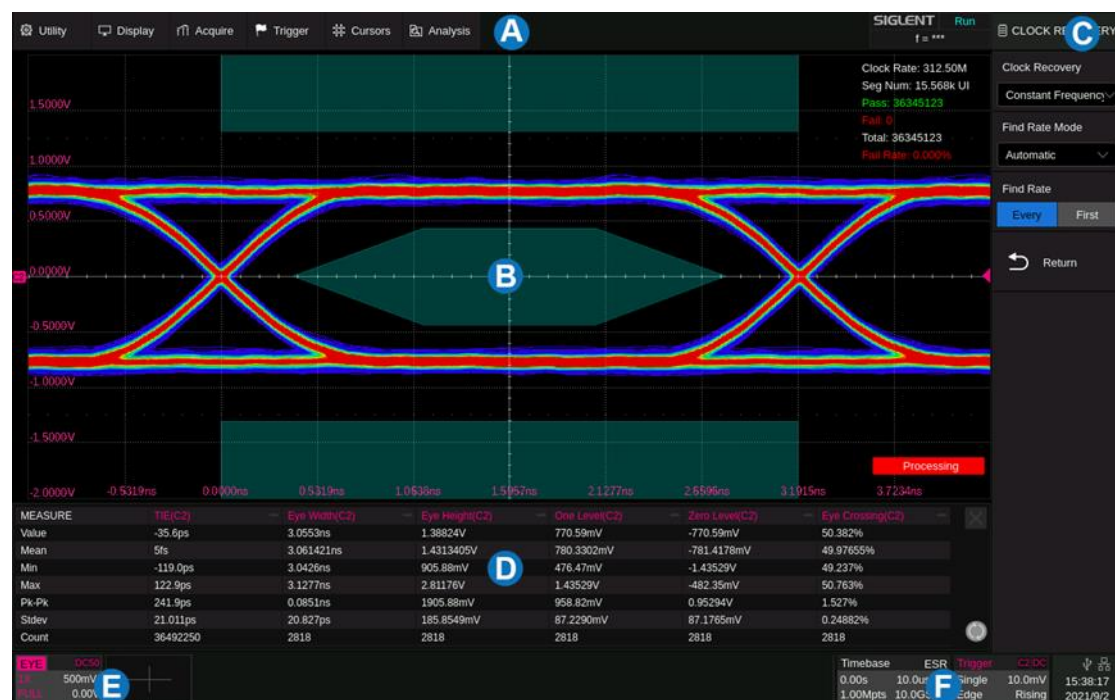 Utility Display Acquire Trigger Cursors Analysis A
SIGLENT Run
f = ***
CLOCK C RY
Clock Recovery
Constant Frequency
Find Rate Mode
Automatic
Find Rate
Every First
Return
Clock Rate: 312.50M
Seg Num: 15.568k UI
Pass: 36345123
Fail: 0
Total: 36345123
Fail Rate: 0.000%
1.5000V
1.0000V
0.5000V
0.0000V
B
-0.5000V
-1.0000V
-1.5000V
Processing
-2.0000V -0.5319ns 0.0000ns 0.5319ns 1.0638ns 1.5957ns 2.1277ns 2.6596ns 3.1915ns 3.7234ns
MEASURE TIE(C2) Eye Width(C2) Eye Height(C2) One Level(C2) Zero Level(C2) Eye Crossing(C2)
Value -35.6ps 3.0553ns 1.38824V 770.59mV -770.59mV 50.382%
Mean 5fs 3.061421ns 1.4313405V 780.3302mV -781.4178mV 49.97655%
Min -119.0ps 3.0426ns 905.88mV 476.47mV -1.43529V 49.237%
D
Max 122.9ps 3.1277ns 2.81176V 1.43529V -482.35mV 50.763%
Pk-Pk 241.9ps 0.0851ns 1905.88mV 958.82mV 0.95294V 1.527%
Stdev 21.011ps 20.827ps 185.8549mV 87.2290mV 87.1765mV 0.24882%
Count 36492250 2818 2818 2818 2818 2818
EYE DC50
1X 500mV
FULL 0.00V
E
Timebase ESR
0.00s 10.0us
1.00Mpts 10.0G
F
Trigger C2 DC
Single 10.0mV
Edge Rising
15:38:17
2021/9/2